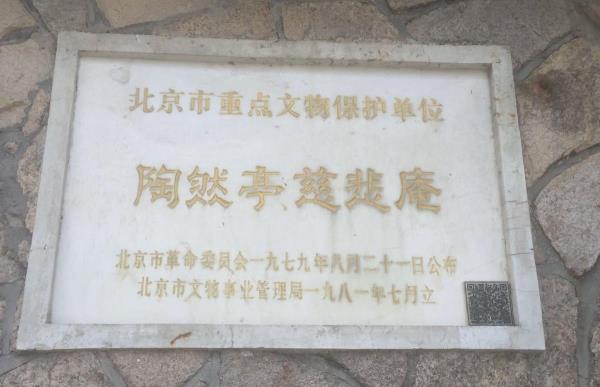 北京市重点文物保护单位
陶然亭、慈悲庵
北京市革命委员会一九七九年八月二十一日公布
北京市文物事业管理局一九八一年七月立